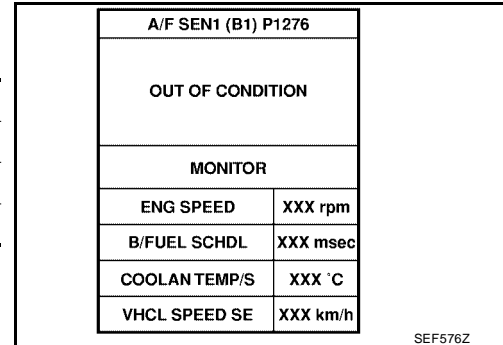 A/F SEN1 (B1) P1276
OUT OF CONDITION
MONITOR
ENG SPEED XXX rpm
B/FUEL SCHDL XXX msec
COOLAN TEMP/S XXX °C
VHCL SPEED SE XXX km/h
SEF576Z